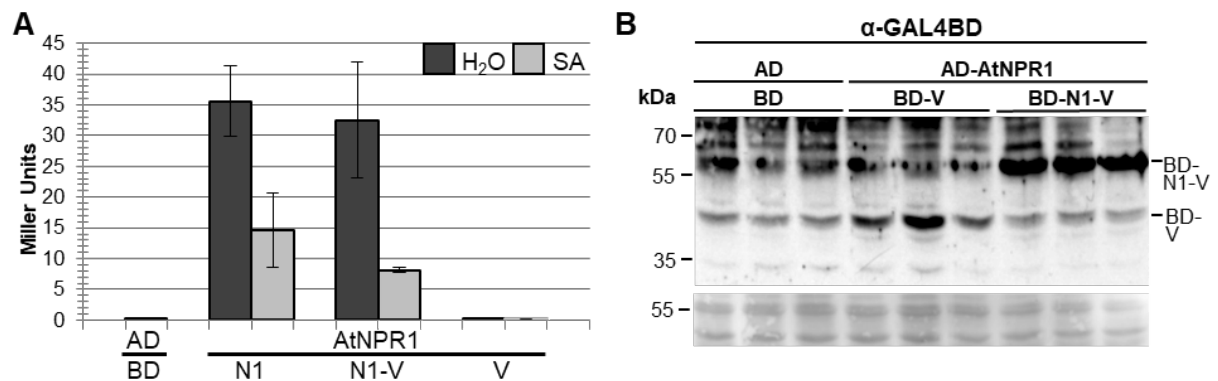 A
45
40
35
30
25
20
15
10
5
0
Miller Units
H₂O SA
AD AtNPR1
BD N1 N1-V V
B
α-GAL4BD
AD AD-AtNPR1
kDa BD BD-V BD-N1-V
70
55
35
55
BD-
N1-V
BD-
V